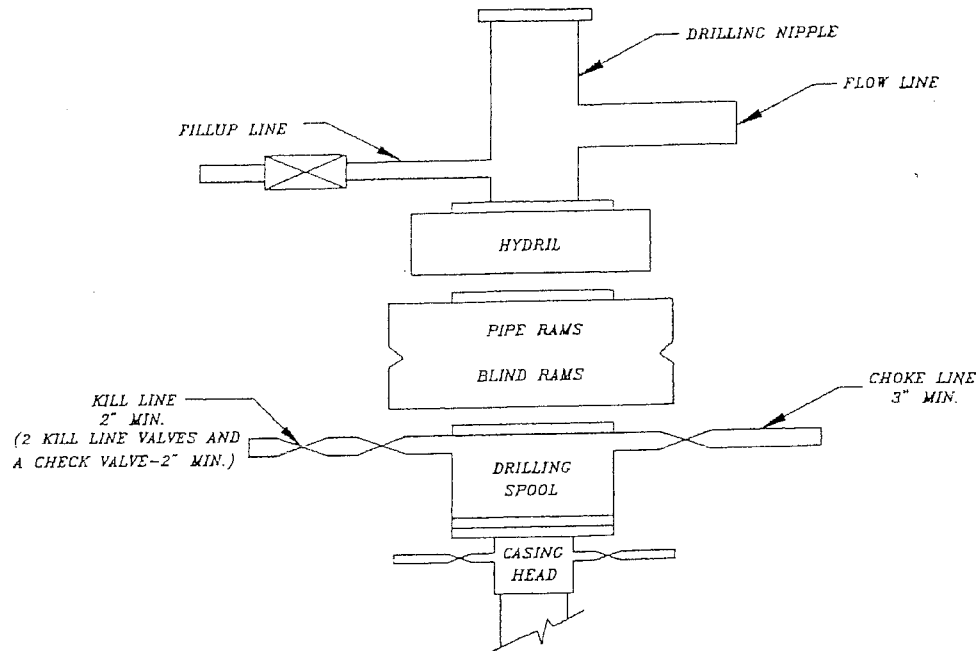 DRILLING NIPPLE
FLOW LINE
FILLUP LINE
HYDRIL
PIPE RAMS
BLIND RAMS
KILL LINE
2" MIN.
(2 KILL LINE VALVES AND
A CHECK VALVE-2" MIN.)
CHOKE LINE
3" MIN.
DRILLING
SPOOL
CASING
HEAD